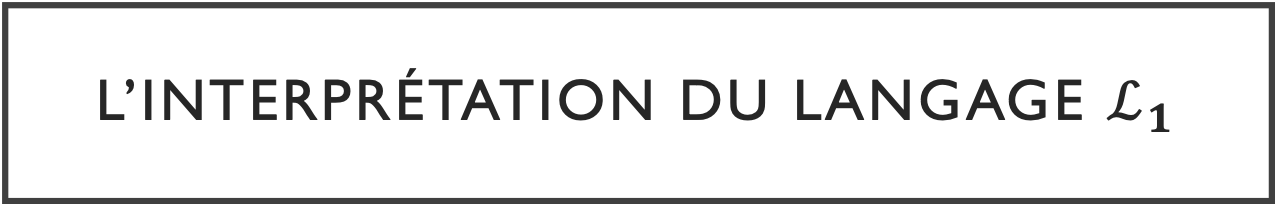 L’INTERPRÉTATION DU LANGAGE ℒ₁